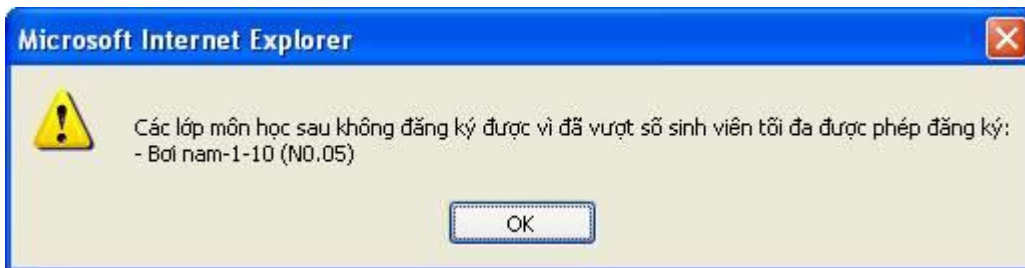 Microsoft Internet Explorer
Các lớp môn học sau không đăng ký được vì đã vượt số sinh viên tối đa được phép đăng ký:
- Bơi nam-1-10 (N0.05)
OK